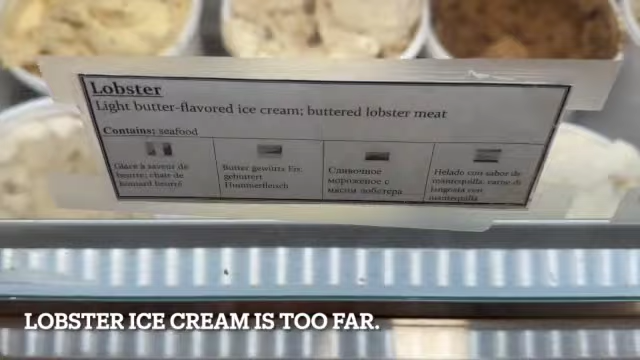 Lobster
Light butter-flavored ice cream; buttered lobster meat
Contains: seafood
Glace à saveur de
beurre; chair de
homard beurré
Butter gewürts Eis;
gebuttert
Hummerfleisch
Сливочное
мороженое с
мясом лобстера
Helado con sabor de
mantequilla; carne de
langosta con
mantequilla
LOBSTER ICE CREAM IS TOO FAR.